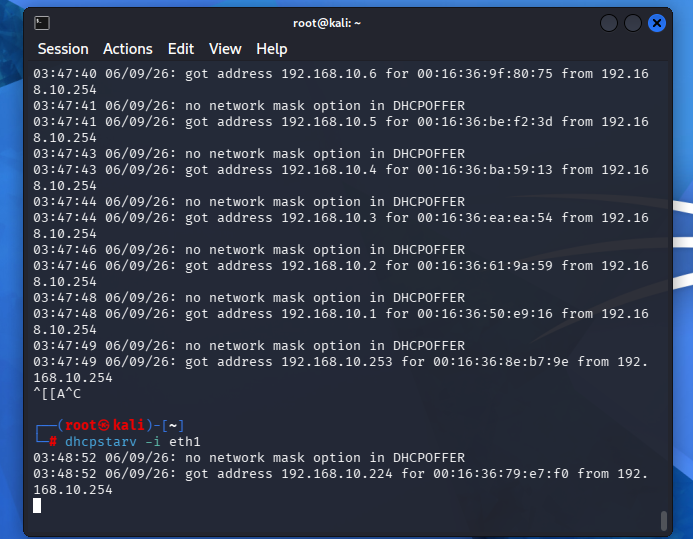 root@kali: ~
Session Actions Edit View Help
03:47:40 06/09/26: got address 192.168.10.6 for 00:16:36:9f:80:75 from 192.16
8.10.254
03:47:41 06/09/26: no network mask option in DHCPOFFER
03:47:41 06/09/26: got address 192.168.10.5 for 00:16:36:be:f2:3d from 192.16
8.10.254
03:47:43 06/09/26: no network mask option in DHCPOFFER
03:47:43 06/09/26: got address 192.168.10.4 for 00:16:36:ba:59:13 from 192.16
8.10.254
03:47:44 06/09/26: no network mask option in DHCPOFFER
03:47:44 06/09/26: got address 192.168.10.3 for 00:16:36:ea:ea:54 from 192.16
8.10.254
03:47:46 06/09/26: no network mask option in DHCPOFFER
03:47:46 06/09/26: got address 192.168.10.2 for 00:16:36:61:9a:59 from 192.16
8.10.254
03:47:48 06/09/26: no network mask option in DHCPOFFER
03:47:48 06/09/26: got address 192.168.10.1 for 00:16:36:50:e9:16 from 192.16
8.10.254
03:47:49 06/09/26: no network mask option in DHCPOFFER
03:47:49 06/09/26: got address 192.168.10.253 for 00:16:36:8e:b7:9e from 192.
168.10.254
^[[A^C
┌──(root㉿kali)-[~]
└─# dhcpstarv -i eth1
03:48:52 06/09/26: no network mask option in DHCPOFFER
03:48:52 06/09/26: got address 192.168.10.224 for 00:16:36:79:e7:f0 from 192.
168.10.254